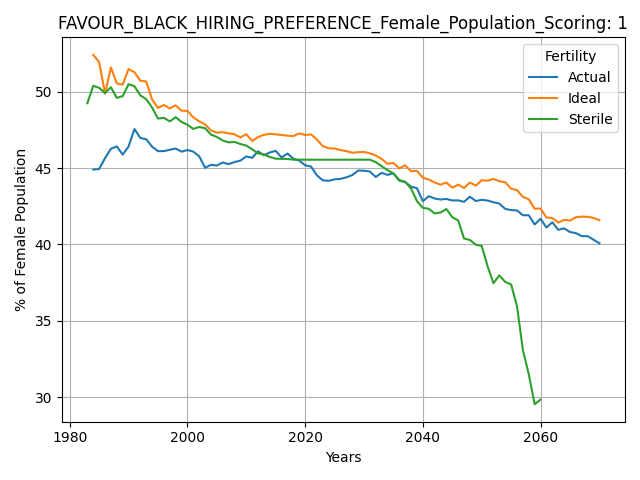 FAVOUR_BLACK_HIRING_PREFERENCE_Female_Population_Scoring: 1
Fertility
Actual
Ideal
Sterile
% of Female Population
50
45
40
35
30
1980
2000
2020
2040
2060
Years